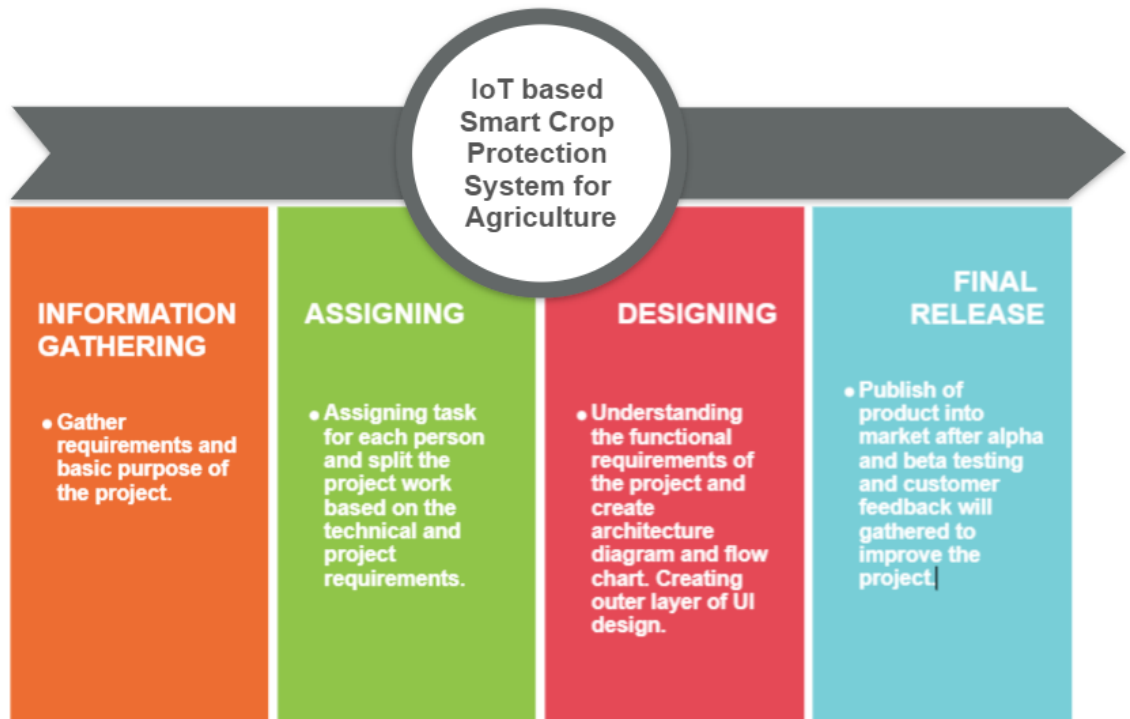 IoT based
Smart Crop
Protection
System for
Agriculture
INFORMATION
GATHERING
• Gather
requirements and
basic purpose of
the project.
ASSIGNING
• Assigning task
for each person
and split the
project work
based on the
technical and
project
requirements.
DESIGNING
• Understanding
the functional
requirements of
the project and
create
architecture
diagram and flow
chart. Creating
outer layer of UI
design.
FINAL
RELEASE
• Publish of
product into
market after alpha
and beta testing
and customer
feedback will
gathered to
improve the
project.